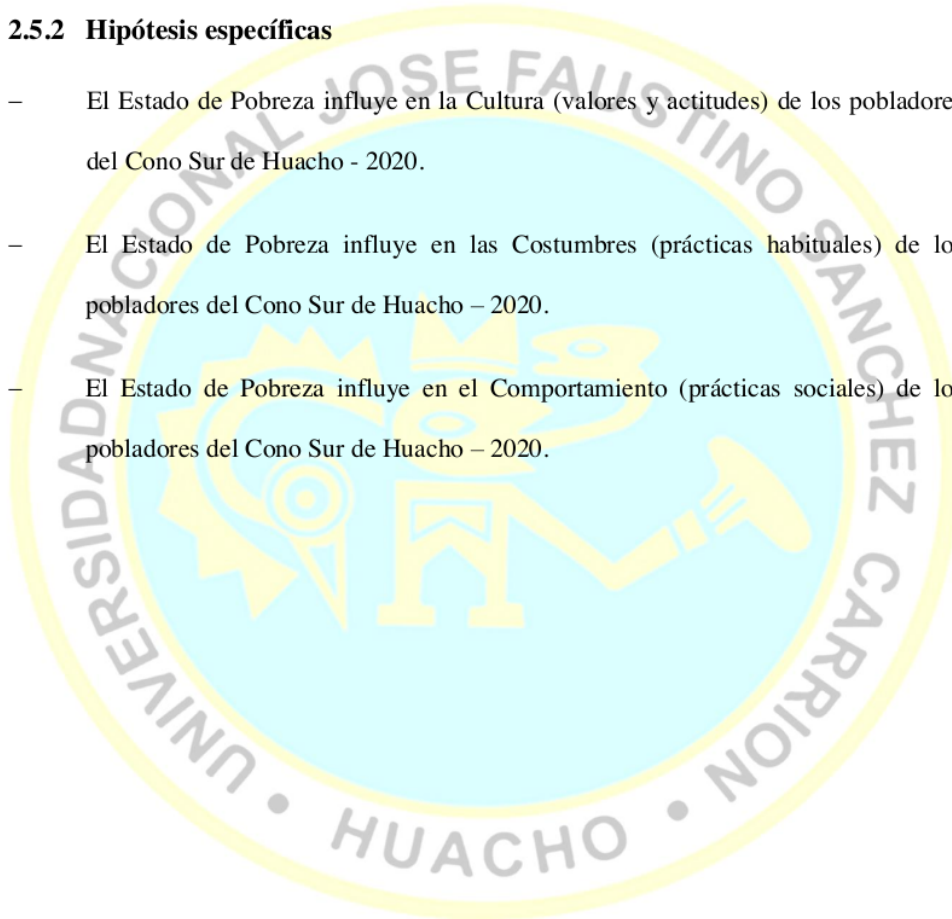 2.5.2 Hipótesis específicas
– El Estado de Pobreza influye en la Cultura (valores y actitudes) de los pobladore
del Cono Sur de Huacho - 2020.
– El Estado de Pobreza influye en las Costumbres (prácticas habituales) de lo
pobladores del Cono Sur de Huacho – 2020.
– El Estado de Pobreza influye en el Comportamiento (prácticas sociales) de lo
pobladores del Cono Sur de Huacho – 2020.
UNIVERSIDAD NACIONAL JOSE FAUSTINO SANCHEZ CARRION • HUACHO •